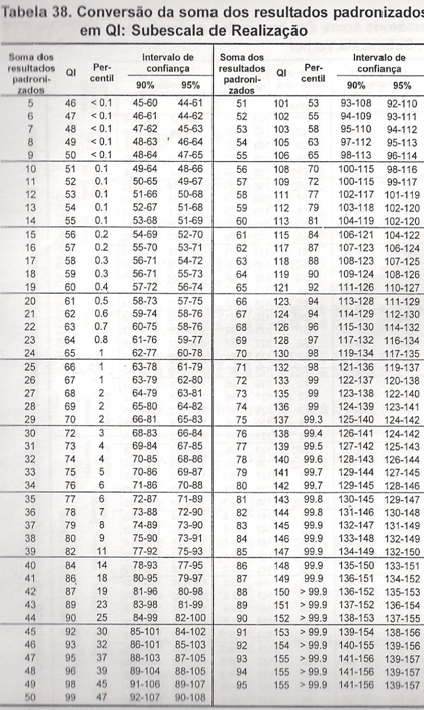 Tabela 38. Conversão da soma dos resultados padronizados
em QI: Subescala de Realização
Soma dos resultados padroni-zados QI Per-centil Intervalo de confiança 90% 95% Soma dos resultados padroni-zados QI Per-centil Intervalo de confiança 90% 95%
5 46 < 0.1 45-60 44-61 51 101 53 93-108 92-110
6 47 < 0.1 46-61 44-62 52 102 55 94-109 93-111
7 48 < 0.1 47-62 45-63 53 103 58 95-110 94-112
8 49 < 0.1 48-63 46-64 54 105 63 97-112 95-113
9 50 < 0.1 48-64 47-65 55 106 65 98-113 96-114
10 51 0.1 49-64 48-66 56 108 70 100-115 98-116
11 52 0.1 50-65 49-67 57 109 72 100-115 99-117
12 53 0.1 51-66 50-68 58 111 77 102-117 101-119
13 54 0.1 52-67 51-68 59 112 79 103-118 102-120
14 55 0.1 53-68 51-69 60 113 81 104-119 102-120
15 56 0.2 54-69 52-70 61 115 84 106-121 104-122
16 57 0.2 55-70 53-71 62 117 87 107-123 106-124
17 58 0.3 56-71 54-72 63 118 88 108-123 107-125
18 59 0.3 56-71 55-73 64 119 90 109-124 108-126
19 60 0.4 57-72 56-74 65 121 92 111-126 110-127
20 61 0.5 58-73 57-75 66 123 94 113-128 111-129
21 62 0.6 59-74 58-76 67 124 94 114-129 112-130
22 63 0.7 60-75 58-76 68 126 96 115-130 114-132
23 64 0.8 61-76 59-77 69 128 97 117-132 116-134
24 65 1 62-77 60-78 70 130 98 119-134 117-135
25 66 1 63-78 61-79 71 132 98 121-136 119-137
26 67 1 63-79 62-80 72 133 99 122-137 120-138
27 68 2 64-79 63-81 73 135 99 123-138 122-140
28 69 2 65-80 64-82 74 136 99 124-139 123-141
29 70 2 66-81 65-83 75 137 99.3 125-140 124-142
30 72 3 68-83 66-84 76 138 99.4 126-141 124-142
31 73 4 69-84 67-85 77 139 99.5 127-142 125-143
32 74 4 70-85 68-86 78 140 99.6 128-143 126-144
33 75 5 70-86 69-87 79 141 99.7 129-144 127-145
34 76 6 71-86 70-88 80 142 99.7 129-145 128-146
35 77 6 72-87 71-89 81 143 99.8 130-145 129-147
36 78 7 73-88 72-90 82 144 99.8 131-146 130-148
37 79 8 74-89 73-90 83 145 99.9 132-147 131-149
38 80 9 75-90 73-91 84 146 99.9 133-148 132-149
39 82 11 77-92 75-93 85 147 99.9 134-149 132-150
40 84 14 78-93 77-95 86 148 99.9 135-150 133-151
41 86 18 80-95 79-97 87 149 99.9 136-151 134-152
42 87 19 81-96 80-98 88 150 > 99.9 136-152 135-153
43 89 23 83-98 81-99 89 151 > 99.9 137-152 136-154
44 90 25 84-99 82-100 90 152 > 99.9 138-153 137-155
45 92 30 85-101 84-102 91 153 > 99.9 139-154 138-156
46 93 32 86-101 85-103 92 154 > 99.9 140-155 139-156
47 95 37 88-103 87-105 93 155 > 99.9 141-156 139-157
48 96 39 89-104 88-105 94 155 > 99.9 141-156 139-157
49 98 45 91-106 89-107 95 155 > 99.9 141-156 139-157
50 99 47 92-107 90-108